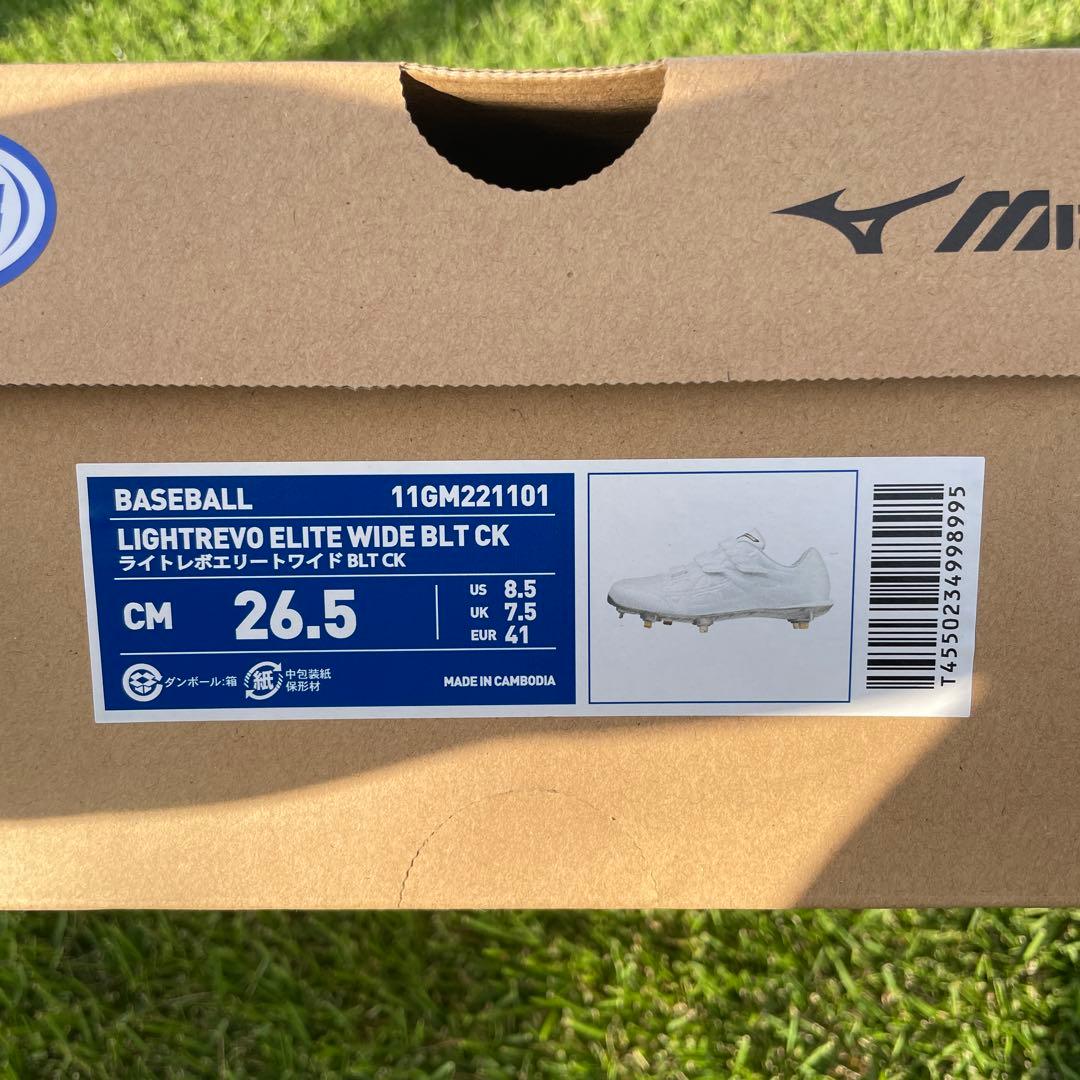 BASEBALL 11GM221101
LIGHTREVO ELITE WIDE BLT CK
ライトレボエリートワイド BLT CK
CM 26.5
US 8.5
UK 7.5
EUR 41
ダンボール:箱
紙
中包装紙
保形材
MADE IN CAMBODIA
T4550234998995